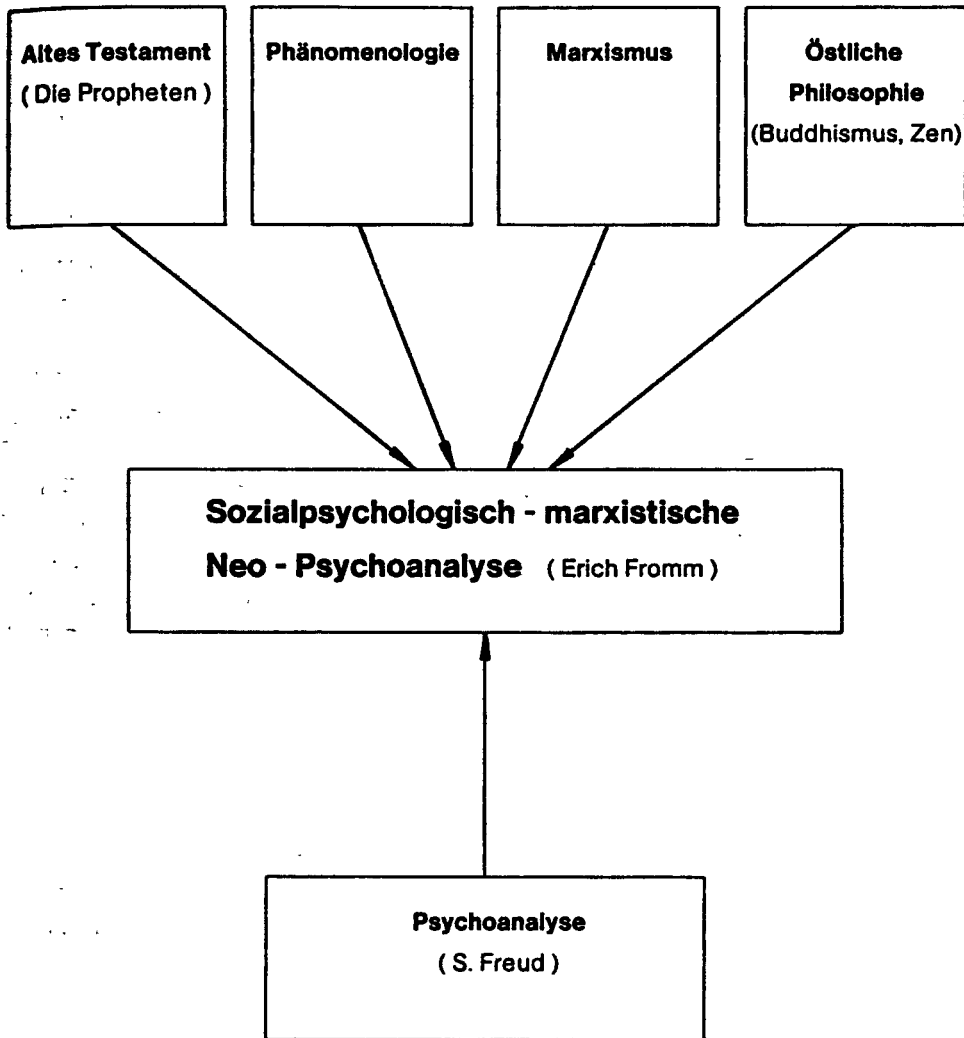 Altes Testament
( Die Propheten )
Phänomenologie
Marxismus
Östliche
Philosophie
(Buddhismus, Zen)
Sozialpsychologisch - marxistische
Neo - Psychoanalyse ( Erich Fromm )
Psychoanalyse
( S. Freud )